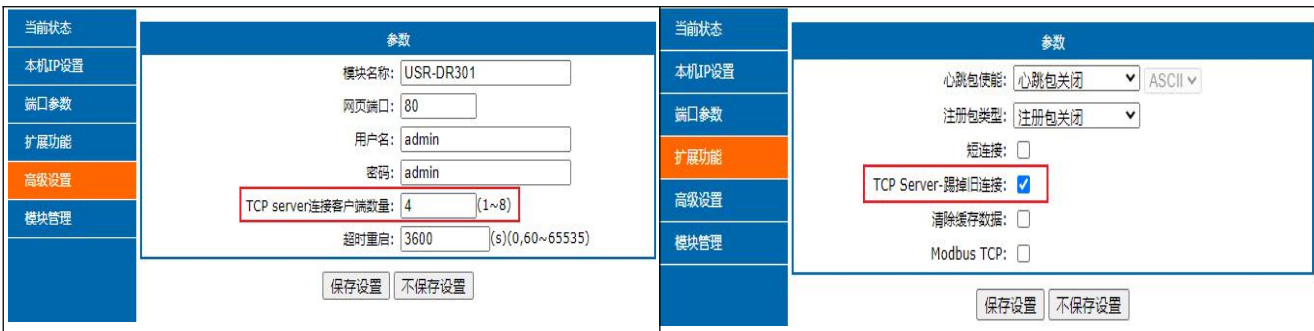 当前状态
本机IP设置
端口参数
扩展功能
高级设置
模块管理
参数
模块名称: USR-DR301
网页端口: 80
用户名: admin
密码: admin
TCP server连接客户端数量: 4 (1~8)
超时重启: 3600 (s)(0,60~65535)
保存设置 不保存设置
当前状态
本机IP设置
端口参数
扩展功能
高级设置
模块管理
参数
心跳包使能: 心跳包关闭 ASCII
注册包类型: 注册包关闭
短连接:
TCP Server-踢掉旧连接:
清除缓存数据:
Modbus TCP:
保存设置 不保存设置